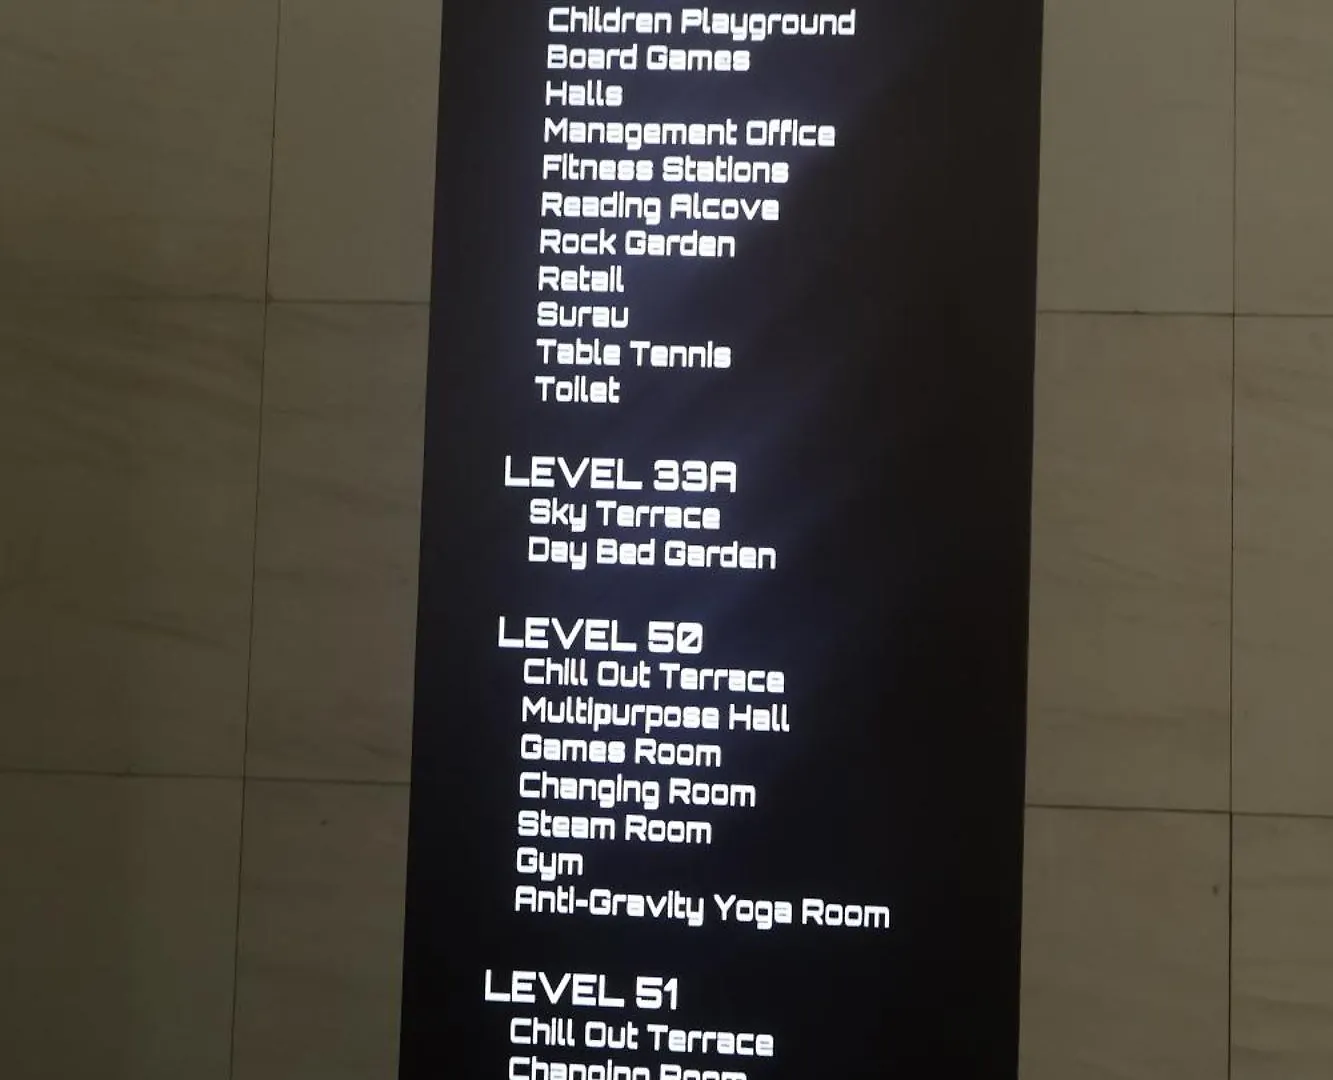 Children Playground
Board Games
Halls
Management Office
Fitness Stations
Reading Alcove
Rock Garden
Retail
Surau
Table Tennis
Toilet
LEVEL 33A
Sky Terrace
Day Bed Garden
LEVEL 50
Chill Out Terrace
Multipurpose Hall
Games Room
Changing Room
Steam Room
Gym
Anti-Gravity Yoga Room
LEVEL 51
Chill Out Terrace
Changing Room